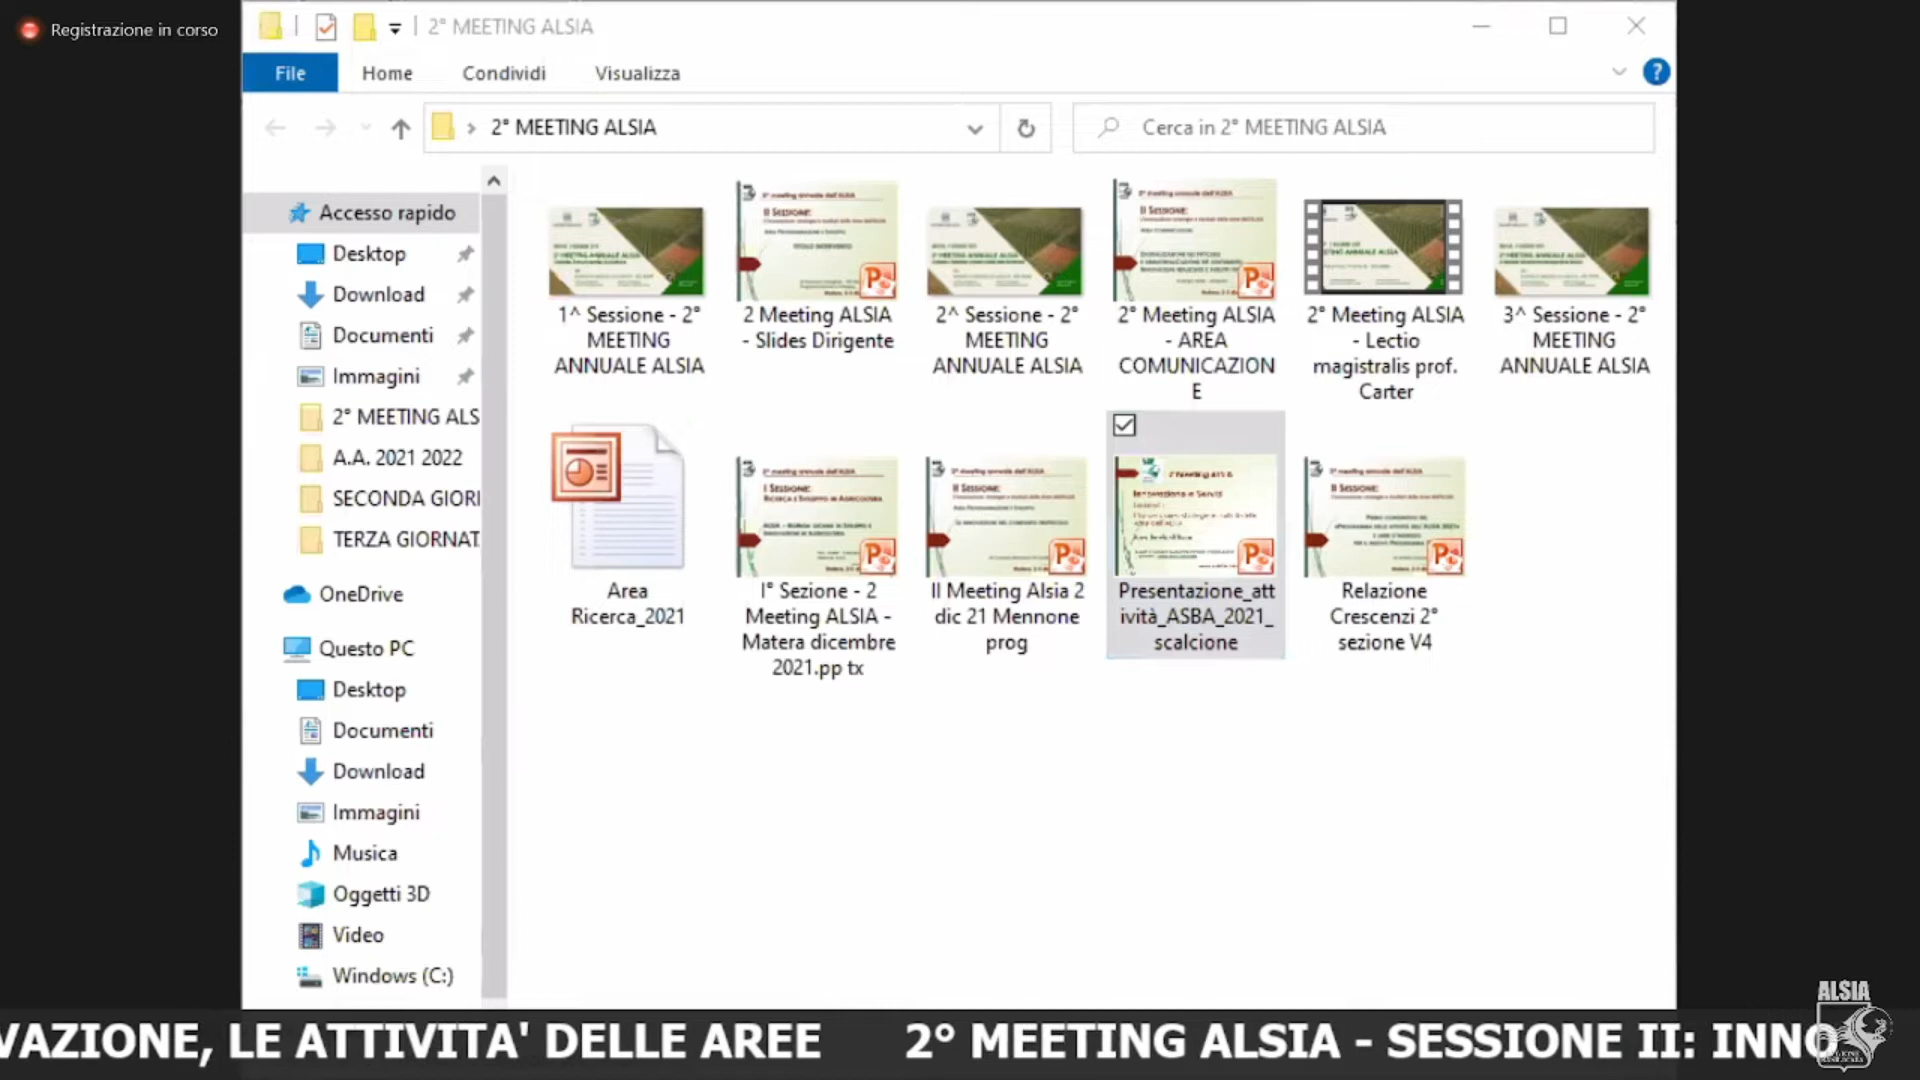 Registrazione in corso
2° MEETING ALSIA
File
Home
Condividi
Visualizza
?
2° MEETING ALSIA
Cerca in 2° MEETING ALSIA
Accesso rapido
Desktop
Download
Documenti
Immagini
2° MEETING ALS
A.A. 2021 2022
SECONDA GIORI
TERZA GIORNAT
OneDrive
Questo PC
Desktop
Documenti
Download
Immagini
Musica
Oggetti 3D
Video
Windows (C:)
1^ Sessione - 2°
MEETING
ANNUALE ALSIA
2 Meeting ALSIA
- Slides Dirigente
2^ Sessione - 2°
MEETING
ANNUALE ALSIA
2° Meeting ALSIA
- AREA
COMUNICAZION
E
2° Meeting ALSIA
- Lectio
magistralis prof.
Carter
3^ Sessione - 2°
MEETING
ANNUALE ALSIA
Area
Ricerca_2021
I° Sezione - 2
Meeting ALSIA -
Matera dicembre
2021.pp tx
II Meeting Alsia 2
dic 21 Mennone
prog
Presentazione_att
ività_ASBA_2021_
scalcione
Relazione
Crescenzi 2°
sezione V4
VAZIONE, LE ATTIVITA' DELLE AREE 2° MEETING ALSIA - SESSIONE II: INNO
ALSIA